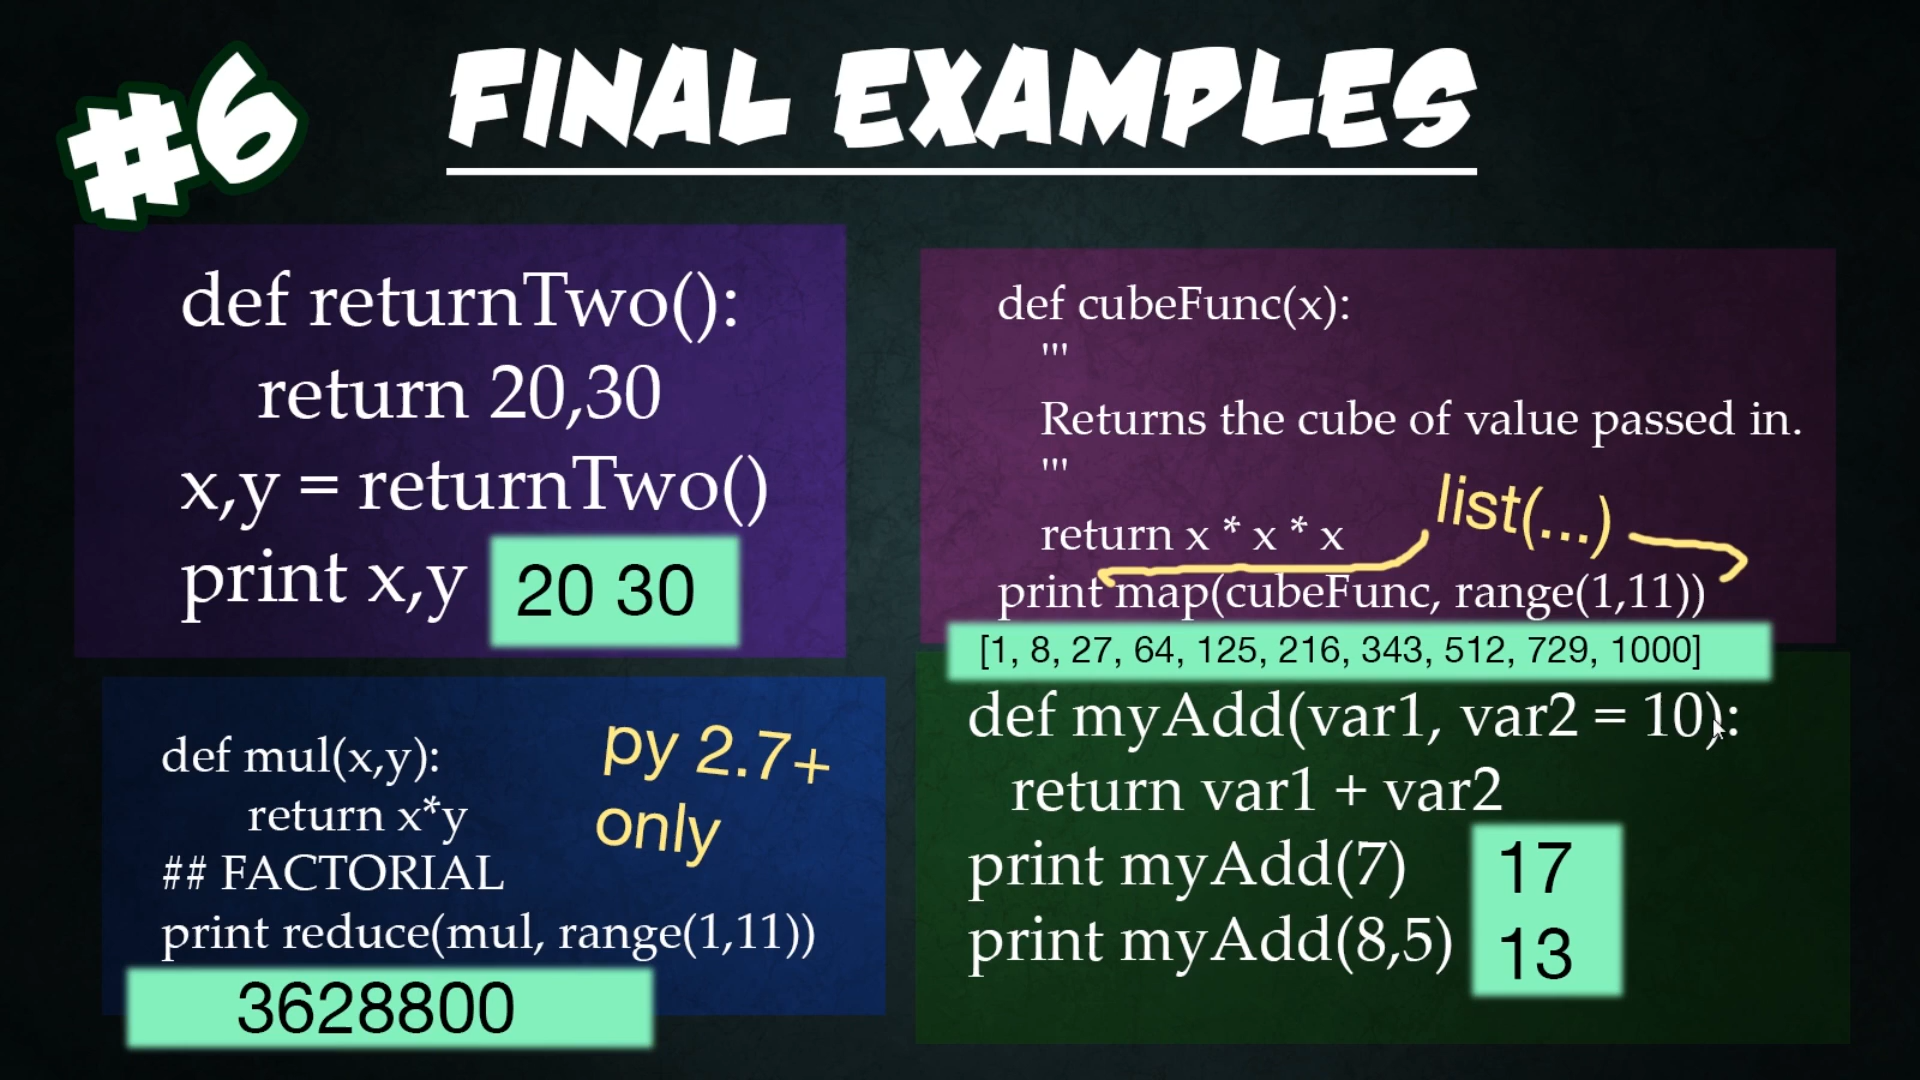 #6
FINAL EXAMPLES
def returnTwo():
return 20,30
x,y = returnTwo()
print x,y
20 30
def cubeFunc(x):
'''
Returns the cube of value passed in.
'''
return x * x * x
list(...)
print map(cubeFunc, range(1,11))
[1, 8, 27, 64, 125, 216, 343, 512, 729, 1000]
def mul(x,y):
return x*y
## FACTORIAL
print reduce(mul, range(1,11))
py 2.7+
only
3628800
def myAdd(var1, var2 = 10):
return var1 + var2
print myAdd(7)
17
print myAdd(8,5)
13